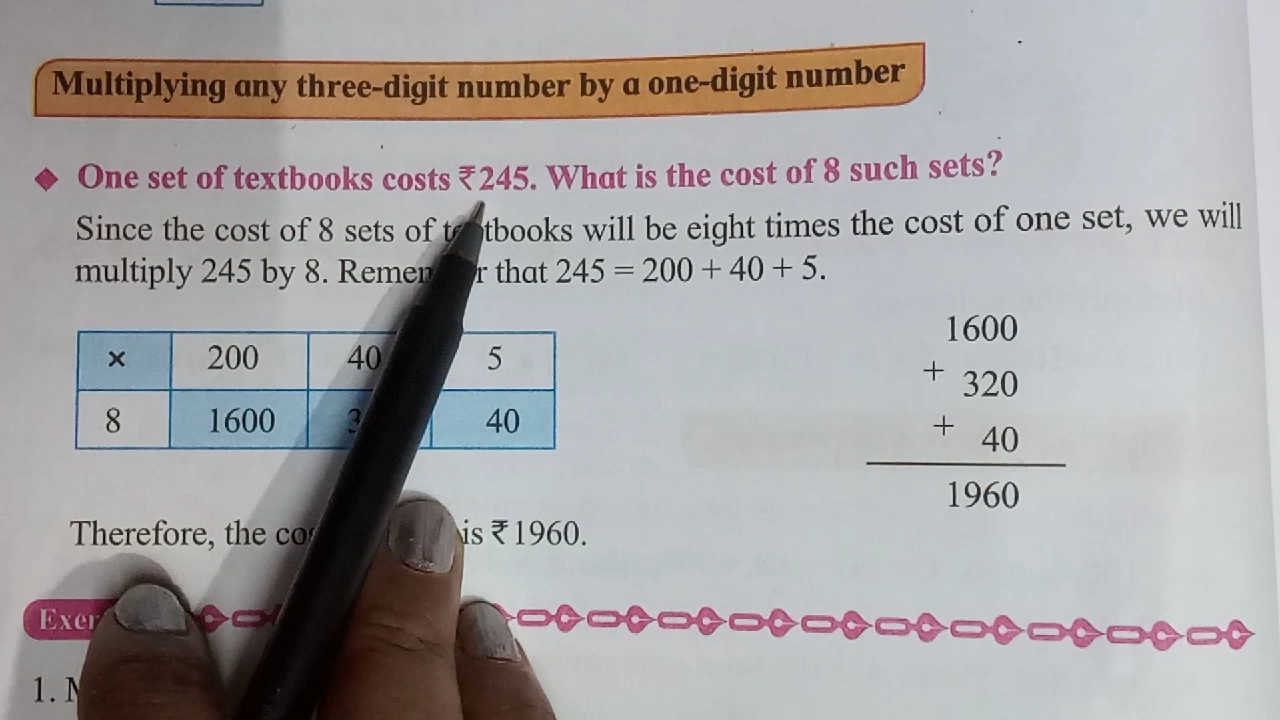 Multiplying any three-digit number by a one-digit number
◆ One set of textbooks costs ₹245. What is the cost of 8 such sets?
Since the cost of 8 sets of textbooks will be eight times the cost of one set, we will
multiply 245 by 8. Remember that 245 = 200 + 40 + 5.
× 200 40 5
8 1600 40
1600
+ 320
+ 40
1960
Therefore, the is ₹1960.
1.